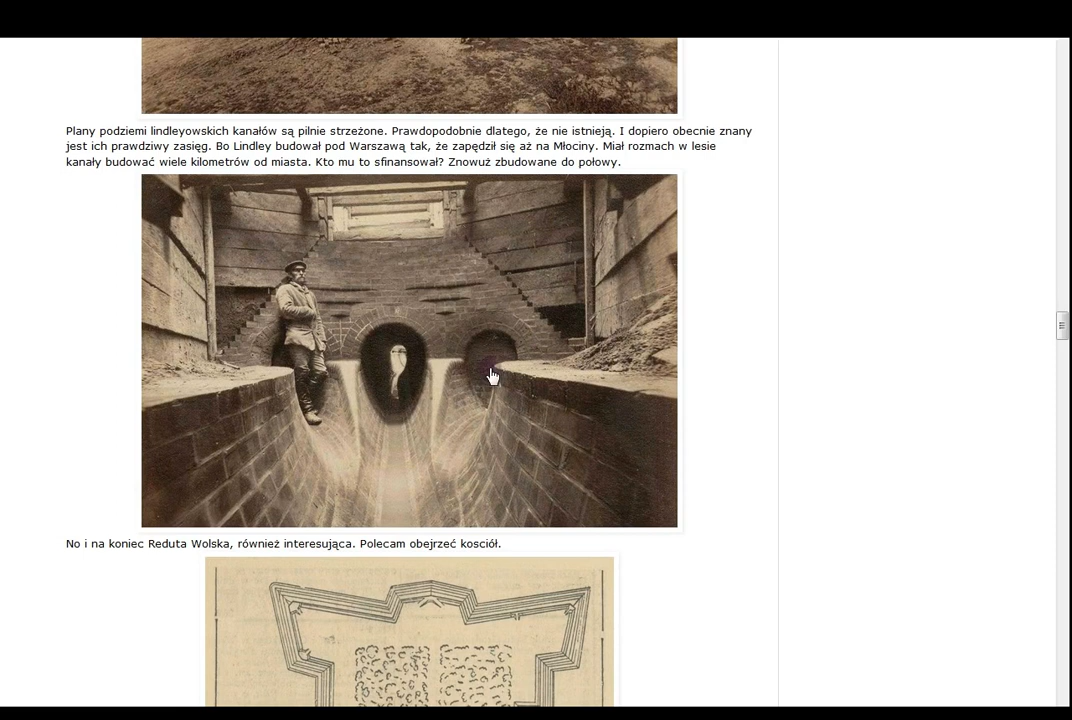 Plany podziemi lindleyowskich kanałów są pilnie strzeżone. Prawdopodobnie dlatego, że nie istnieją. I dopiero obecnie znany
jest ich prawdziwy zasięg. Bo Lindley budował pod Warszawą tak, że zapędził się aż na Młociny. Miał rozmach w lesie
kanały budować wiele kilometrów od miasta. Kto mu to sfinansował? Znowuż zbudowane do połowy.
No i na koniec Reduta Wolska, również interesująca. Polecam obejrzeć kosciół.